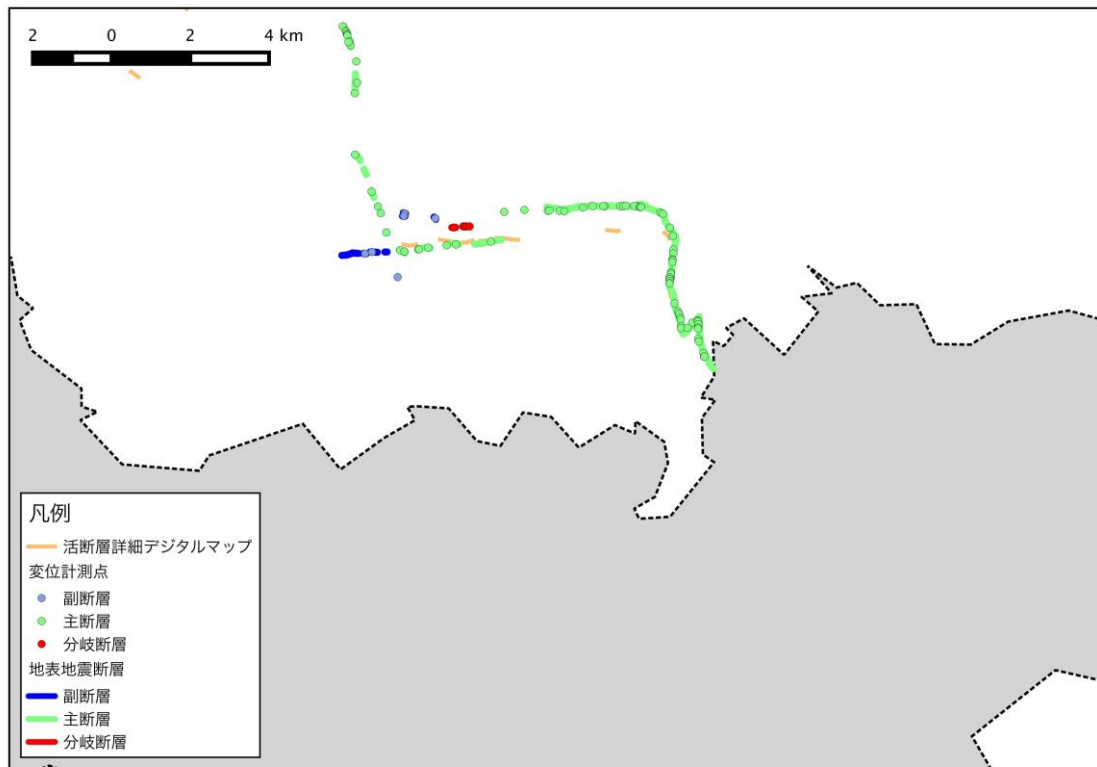 2 0 2 4 km
凡例
活断層詳細デジタルマップ
変位計測点
副断層
主断層
分岐断層
地表地震断層
副断層
主断層
分岐断層